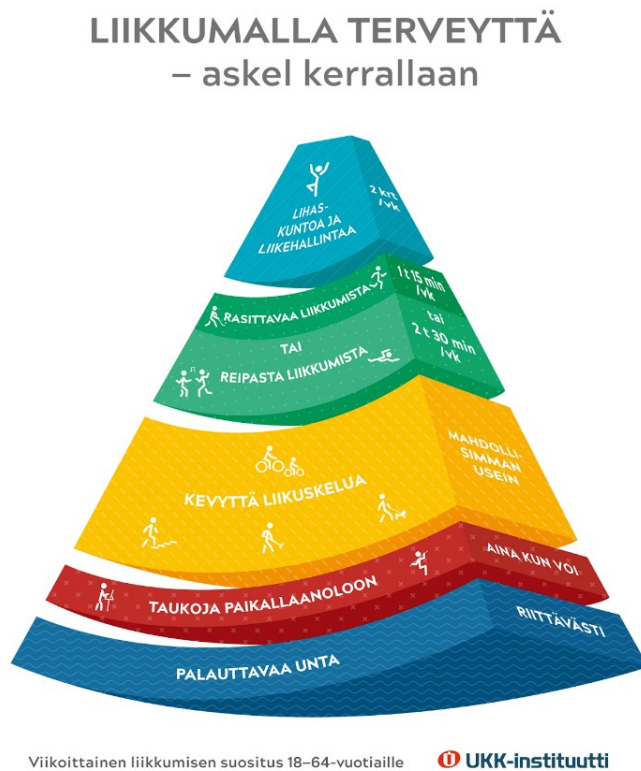 LIIKKUMALLA TERVEYTTÄ
– askel kerrallaan
LIHAS-
KUNTOA JA
LIIKEHALLINTAA
2 krt
/vk
RASITTAVAA LIIKKUMISTA
1 t 15 min
/vk
TAI
REIPASTA LIIKKUMISTA
tai
2 t 30 min
/vk
KEVYTTÄ LIIKUSKELUA
MAHDOLLI-
SIMMAN
USEIN
TAUKOJA PAIKALLAANOLOON
AINA KUN VOI
PALAUTTAVAA UNTA
RIITTÄVÄSTI
Viikoittainen liikkumisen suositus 18–64-vuotiaille
UKK-instituutti